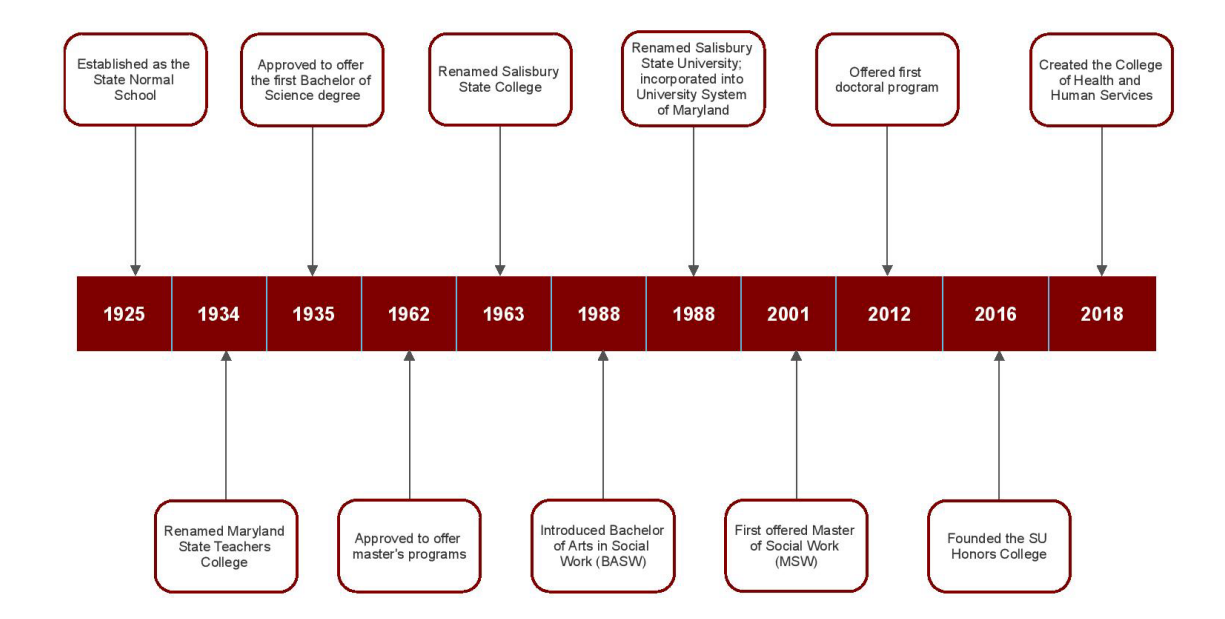 Established as the
State Normal
School
Approved to offer
the first Bachelor of
Science degree
Renamed Salisbury
State College
Renamed Salisbury
State University;
incorporated into
University System
of Maryland
Offered first
doctoral program
Created the College
of Health and
Human Services
1925
1934
1935
1962
1963
1988
1988
2001
2012
2016
2018
Renamed Maryland
State Teachers
College
Approved to offer
master's programs
Introduced Bachelor
of Arts in Social
Work (BASW)
First offered Master
of Social Work
(MSW)
Founded the SU
Honors College